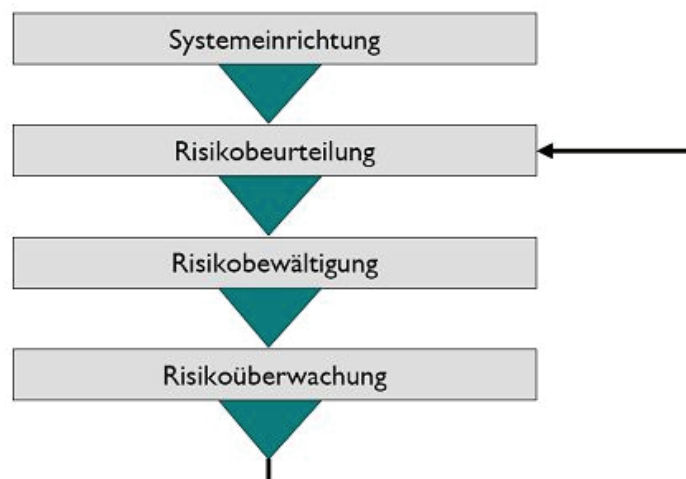 Systemeinrichtung
Risikobeurteilung
Risikobewältigung
Risikoüberwachung